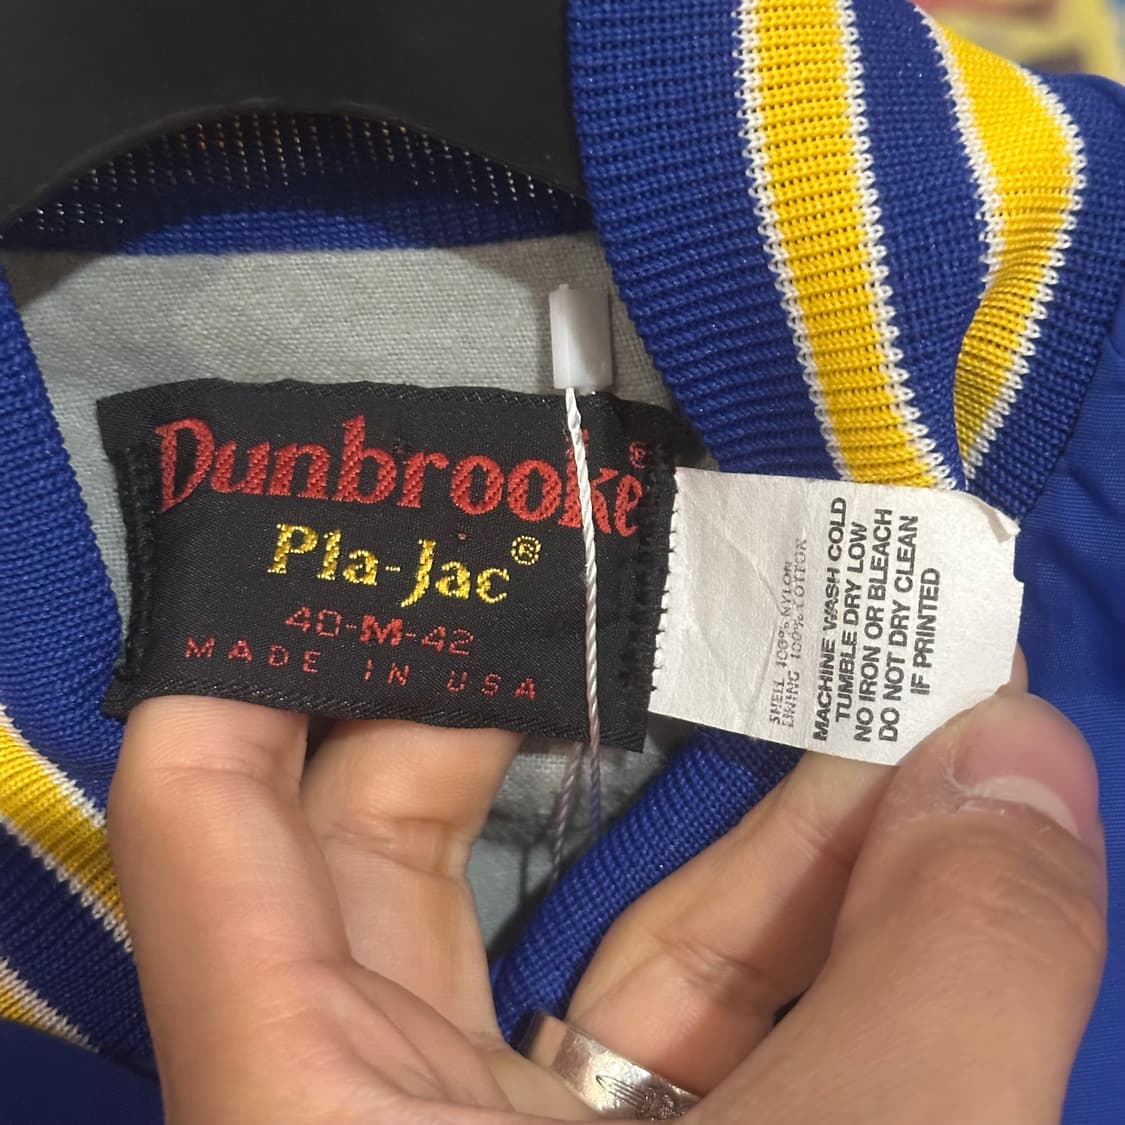 Dunbrooke®
Pla-Jac®
40-M-42
MADE IN USA
SHELL 100% NYLON
LINING 100% COTTON
MACHINE WASH COLD
TUMBLE DRY LOW
NO IRON OR BLEACH
DO NOT DRY CLEAN
IF PRINTED